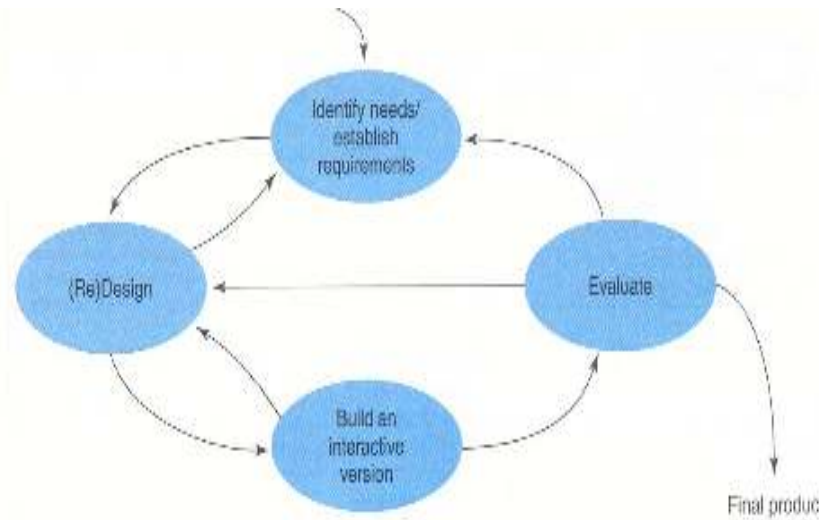 Identify needs/
establish
requirements
(Re)Design
Evaluate
Build an
interactive
version
Final produc